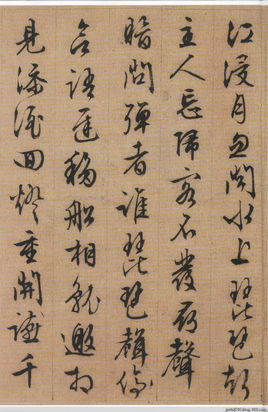 江浸月忽聞水上琵琶聲
主人忘歸客不發尋聲
暗問彈者誰琵琶聲停
欲語遲移船相就邀相
見添酒回燈重開讌千